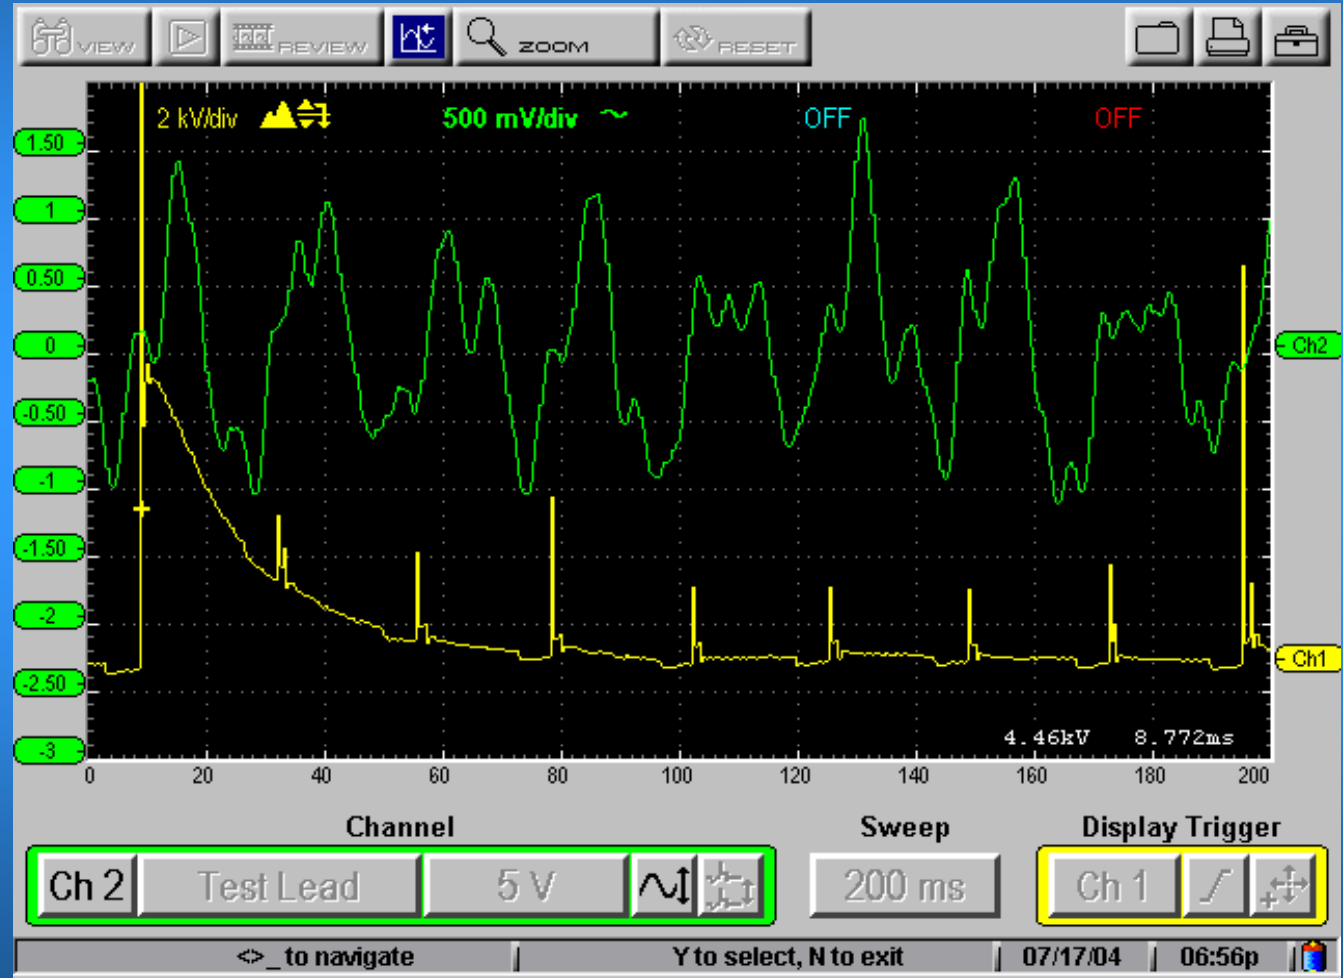 VIEW REVIEW ZOOM RESET
2 kV/div 500 mV/div OFF OFF
1.50
1
0.50
0
-0.50
-1
-1.50
-2
-2.50
-3
Ch2
Ch1
4.46kV 8.772ms
0 20 40 60 80 100 120 140 160 180 200
Channel Sweep Display Trigger
Ch 2 Test Lead 5 V 200 ms Ch 1
<>_ to navigate Y to select, N to exit 07/17/04 06:56p